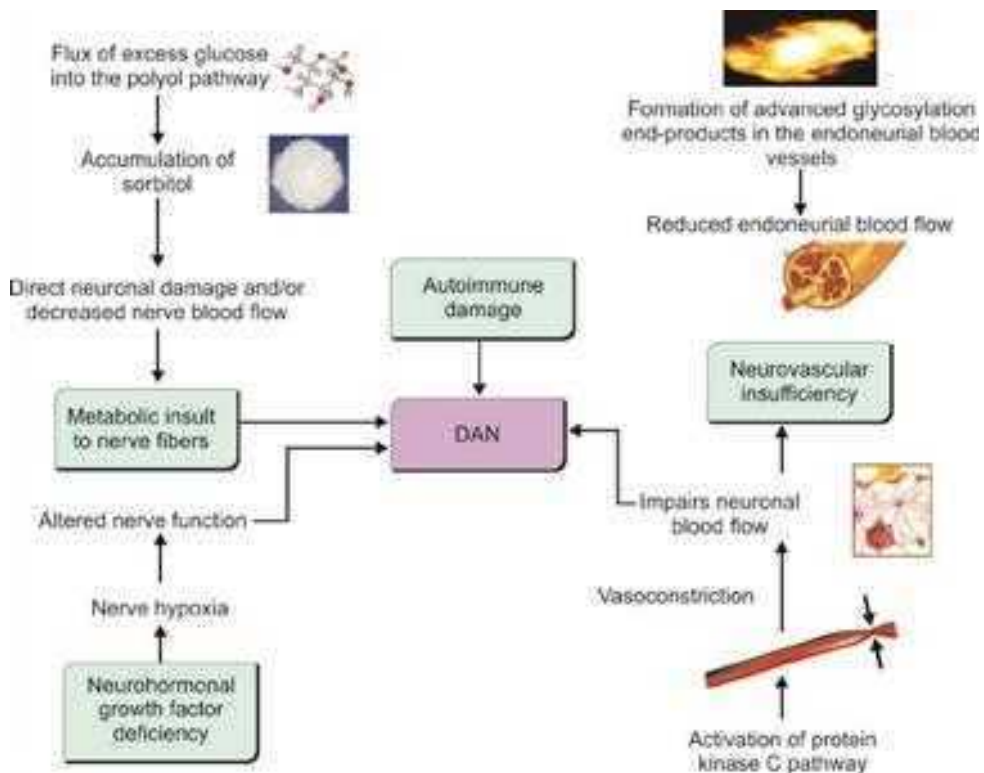 Flux of excess glucose
into the polyol pathway
Accumulation of
sorbitol
Direct neuronal damage and/or
decreased nerve blood flow
Metabolic insult
to nerve fibers
Altered nerve function
Nerve hypoxia
Neurohormonal
growth factor
deficiency
Autoimmune
damage
DAN
Formation of advanced glycosylation
end-products in the endoneurial blood
vessels
Reduced endoneurial blood flow
Neurovascular
insufficiency
Impairs neuronal
blood flow
Vasoconstriction
Activation of protein
kinase C pathway